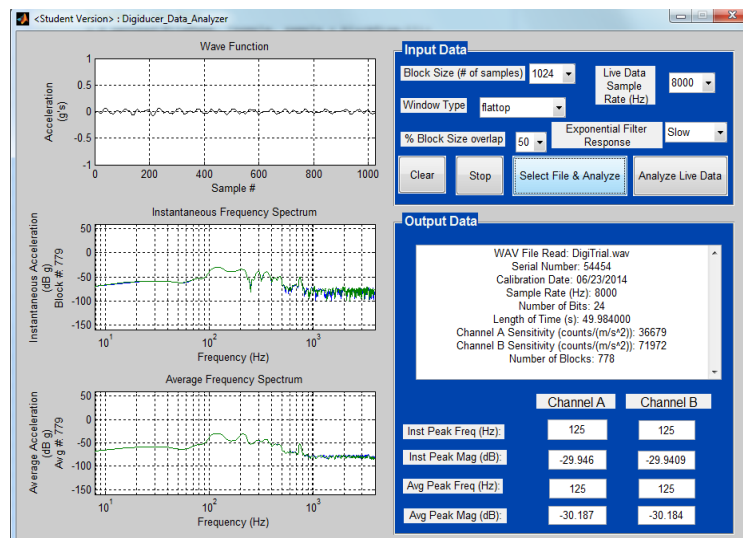 <Student Version> : Digiducer_Data_Analyzer
Wave Function
Acceleration
(g's)
1
0.5
0
-0.5
-1
0 200 400 600 800 1000
Sample #
Instantaneous Frequency Spectrum
Instantaneous Acceleration
(dB g)
Block #: 779
50
0
-50
-100
-150
10^1 10^2 10^3
Frequency (Hz)
Average Frequency Spectrum
Average Acceleration
(dB g)
Avg #: 779
50
0
-50
-100
-150
10^1 10^2 10^3
Frequency (Hz)
Input Data
Block Size (# of samples) 1024
Live Data
Sample
Rate (Hz)
8000
Window Type flattop
% Block Size overlap 50
Exponential Filter
Response
Slow
Clear Stop Select File & Analyze Analyze Live Data
Output Data
WAV File Read: DigiTrial.wav
Serial Number: 54454
Calibration Date: 06/23/2014
Sample Rate (Hz): 8000
Number of Bits: 24
Length of Time (s): 49.984000
Channel A Sensitivity (counts/(m/s^2)): 36679
Channel B Sensitivity (counts/(m/s^2)): 71972
Number of Blocks: 778
Channel A Channel B
Inst Peak Freq (Hz): 125 125
Inst Peak Mag (dB): -29.946 -29.9409
Avg Peak Freq (Hz): 125 125
Avg Peak Mag (dB): -30.187 -30.184